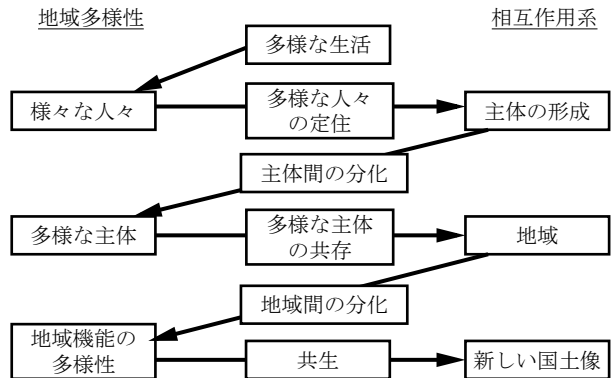 地域多様性
相互作用系
多様な生活
様々な人々
多様な人々
の定住
主体の形成
主体間の分化
多様な主体
多様な主体
の共存
地域
地域間の分化
地域機能の
多様性
共生
新しい国土像